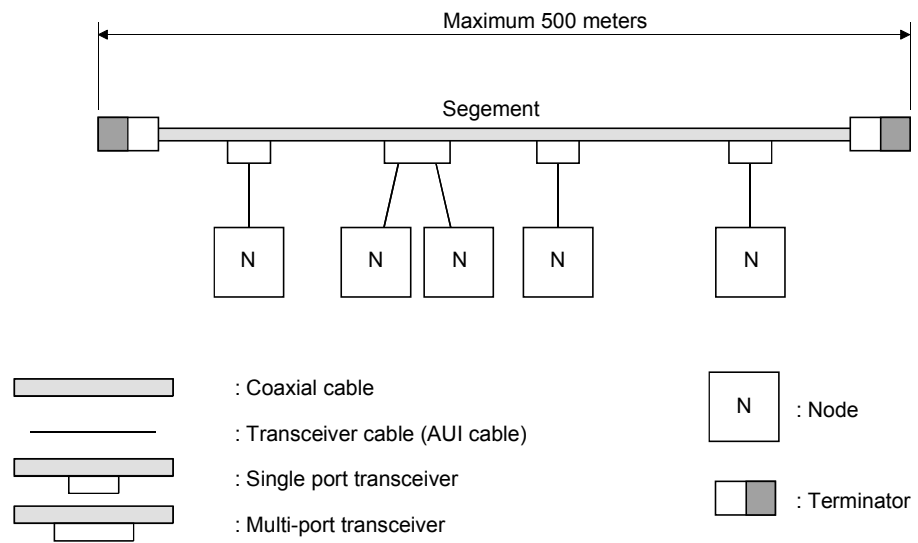 Maximum 500 meters
Segement
N
N
N
N
N
: Coaxial cable
: Transceiver cable (AUI cable)
: Single port transceiver
: Multi-port transceiver
N
: Node
: Terminator